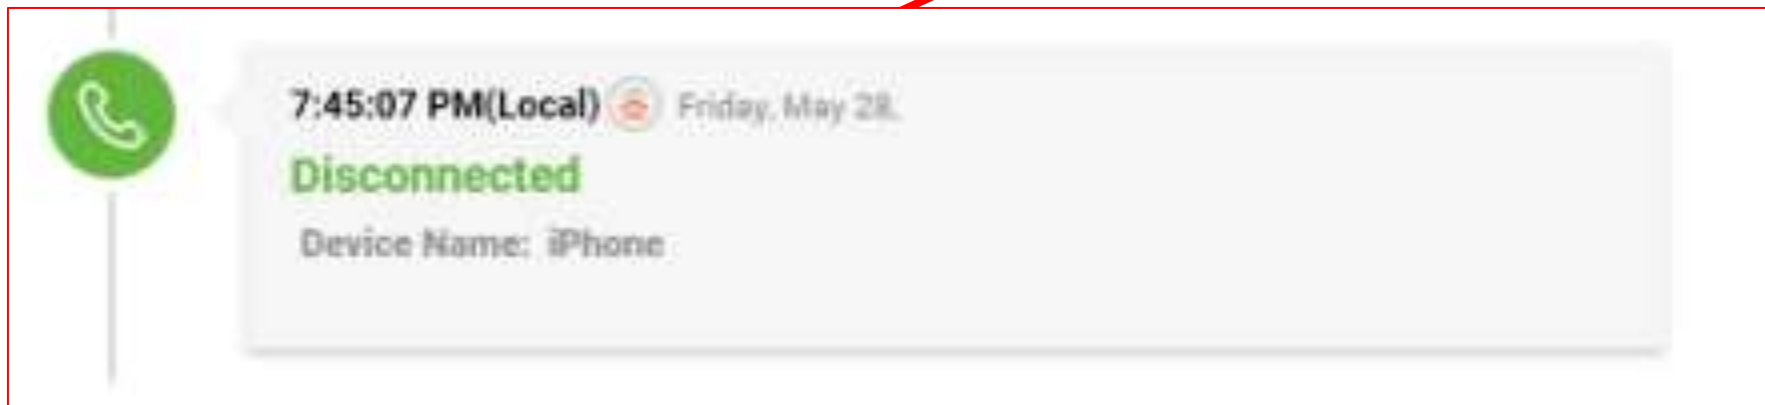 7:45:07 PM(Local) Friday, May 28,
Disconnected
Device Name: iPhone